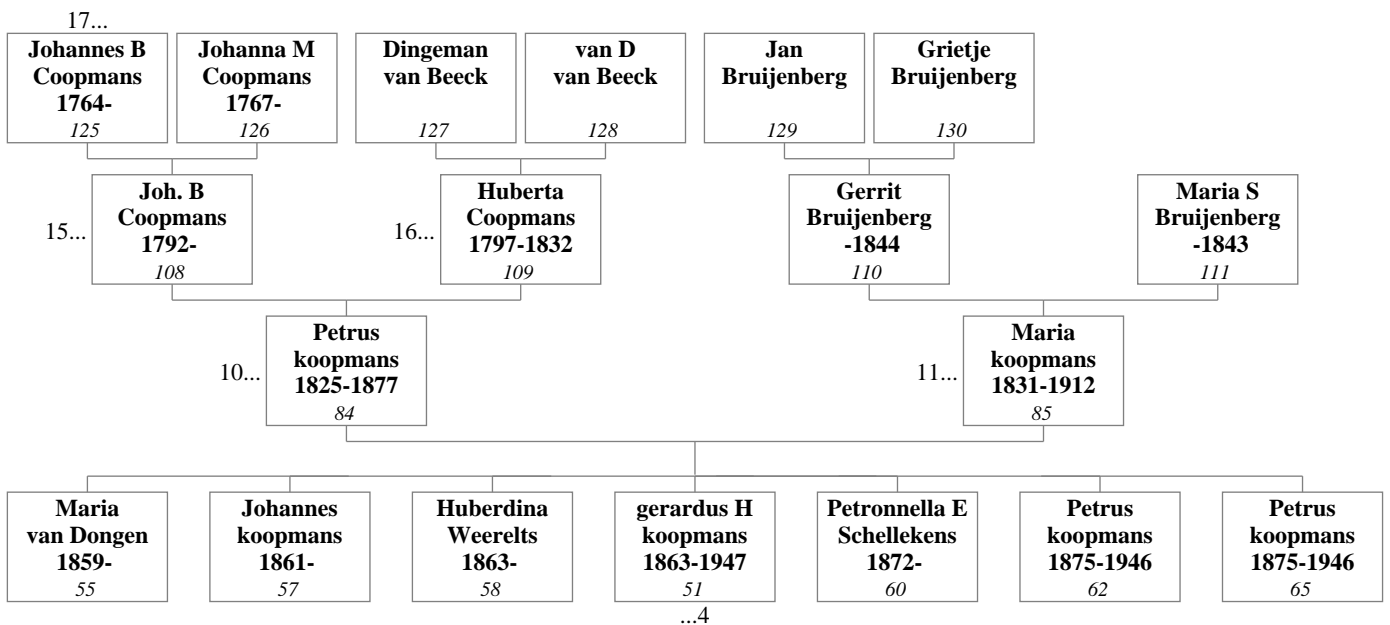 17...
Johannes B
Coopmans
1764-
125
Johanna M
Coopmans
1767-
126
Dingeman
van Beeck
127
van D
van Beeck
128
Jan
Bruijenberg
129
Grietje
Bruijenberg
130
15...
Joh. B
Coopmans
1792-
108
16...
Huberta
Coopmans
1797-1832
109
Gerrit
Bruijenberg
-1844
110
Maria S
Bruijenberg
-1843
111
10...
Petrus
koopmans
1825-1877
84
11...
Maria
koopmans
1831-1912
85
Maria
van Dongen
1859-
55
Johannes
koopmans
1861-
57
Huberdina
Weerelts
1863-
58
gerardus H
koopmans
1863-1947
51
Petronnella E
Schellekens
1872-
60
Petrus
koopmans
1875-1946
62
Petrus
koopmans
1875-1946
65
...4